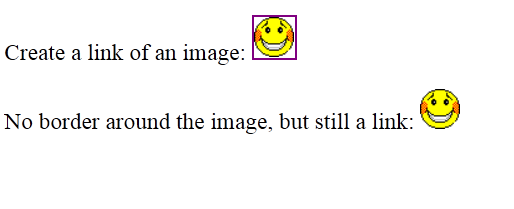 Create a link of an image:
No border around the image, but still a link: